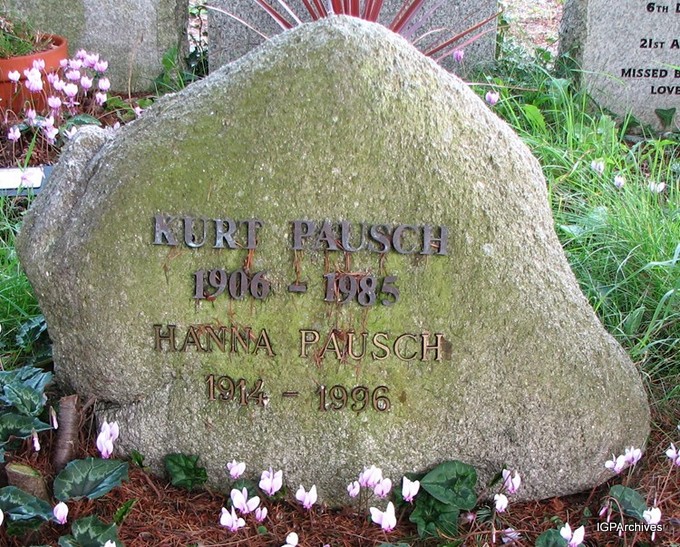 KURT PAUSCH
1906 - 1985
HANNA PAUSCH
1914 - 1996
6TH
21ST A
MISSED B
LOVE
IGPArchives